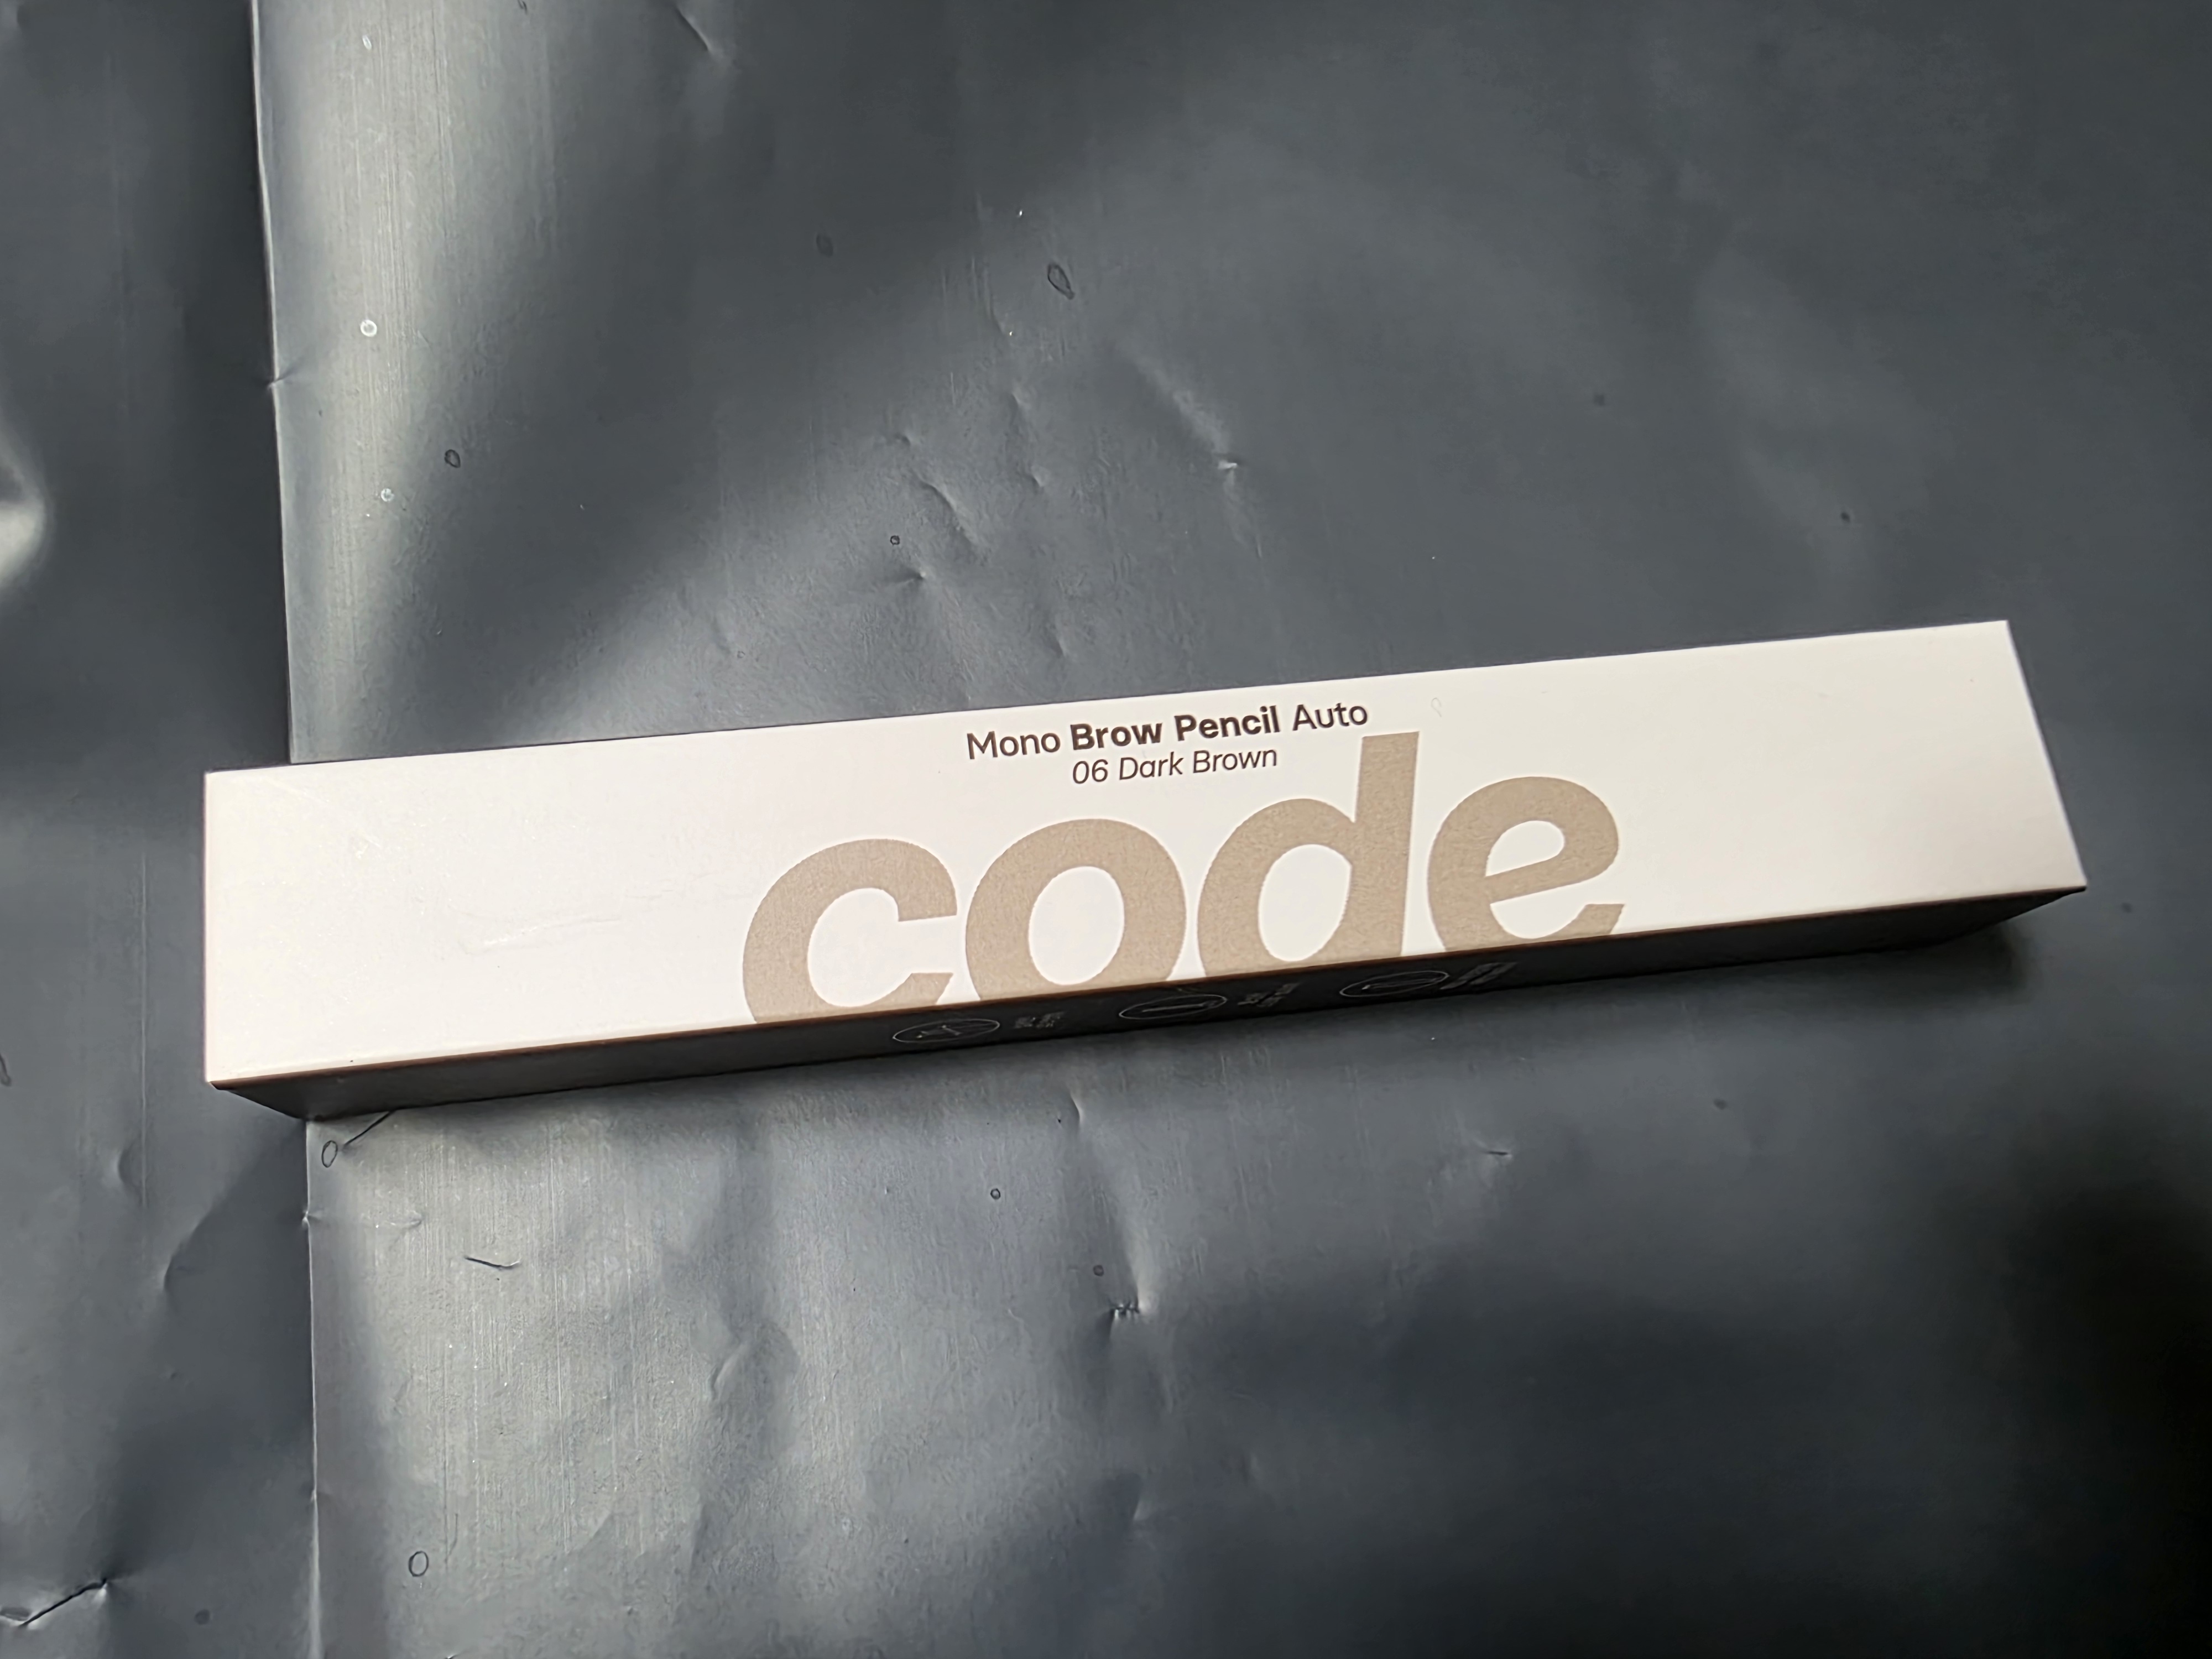 Mono Brow Pencil Auto
06 Dark Brown
code